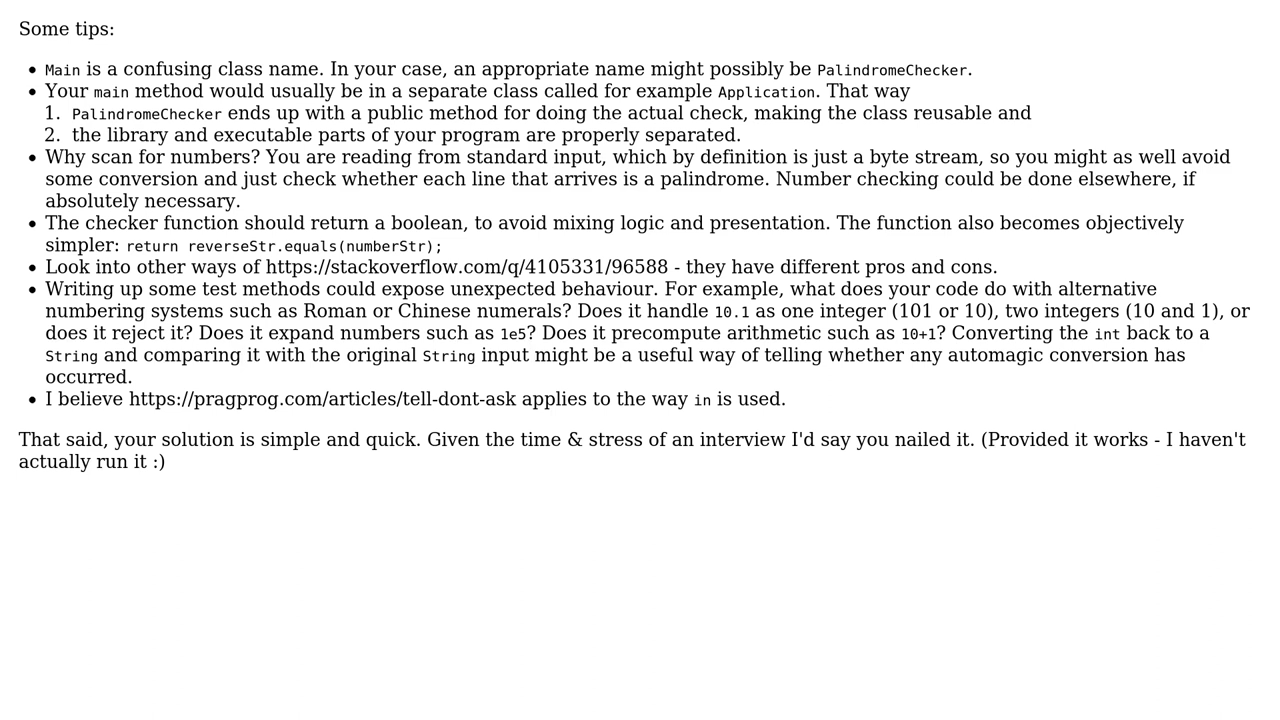 Some tips:
• Main is a confusing class name. In your case, an appropriate name might possibly be PalindromeChecker.
• Your main method would usually be in a separate class called for example Application. That way
1. PalindromeChecker ends up with a public method for doing the actual check, making the class reusable and
2. the library and executable parts of your program are properly separated.
• Why scan for numbers? You are reading from standard input, which by definition is just a byte stream, so you might as well avoid
some conversion and just check whether each line that arrives is a palindrome. Number checking could be done elsewhere, if
absolutely necessary.
• The checker function should return a boolean, to avoid mixing logic and presentation. The function also becomes objectively
simpler: return reverseStr.equals(numberStr);
• Look into other ways of https://stackoverflow.com/q/4105331/96588 - they have different pros and cons.
• Writing up some test methods could expose unexpected behaviour. For example, what does your code do with alternative
numbering systems such as Roman or Chinese numerals? Does it handle 10.1 as one integer (101 or 10), two integers (10 and 1), or
does it reject it? Does it expand numbers such as 1e5? Does it precompute arithmetic such as 10+1? Converting the int back to a
String and comparing it with the original String input might be a useful way of telling whether any automagic conversion has
occurred.
• I believe https://pragprog.com/articles/tell-dont-ask applies to the way in is used.
That said, your solution is simple and quick. Given the time & stress of an interview I'd say you nailed it. (Provided it works - I haven't
actually run it :)